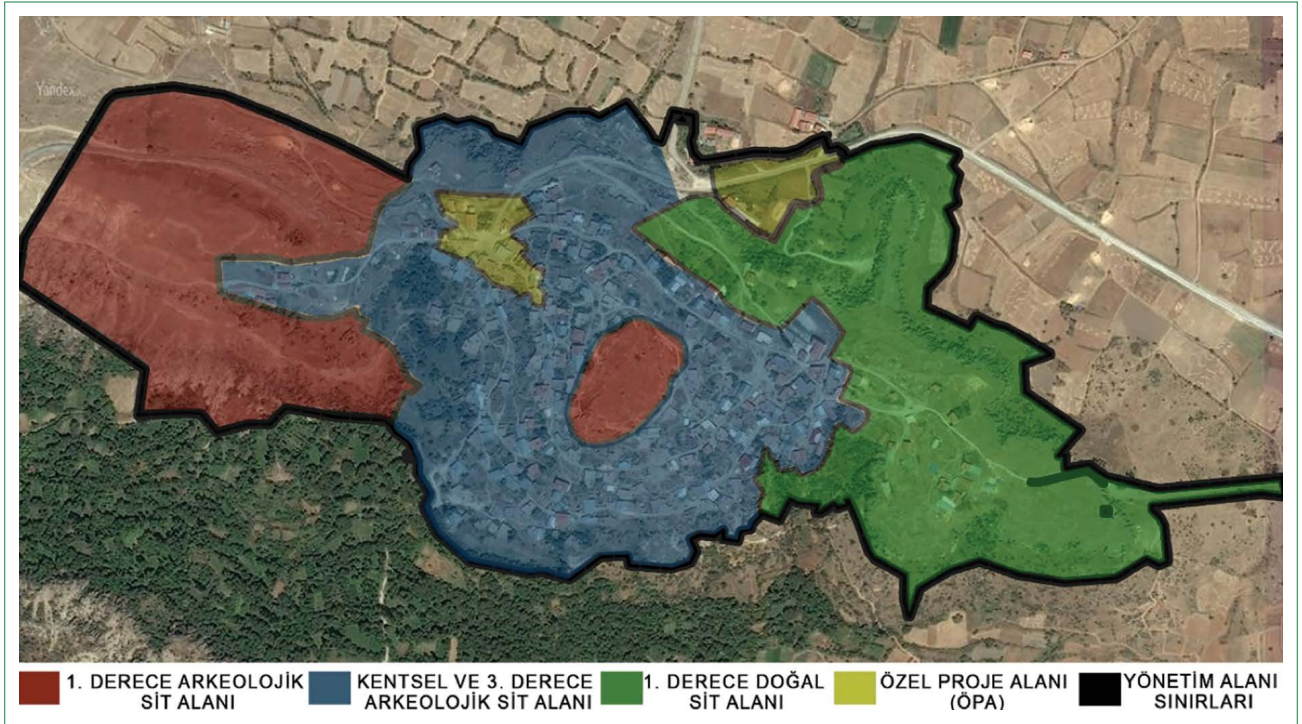 Yandex
1. DERECE ARKEOLOJİK
SİT ALANI
KENTSEL VE 3. DERECE
ARKEOLOJİK SİT ALANI
1. DERECE DOĞAL
SİT ALANI
ÖZEL PROJE ALANI
(ÖPA)
YÖNETİM ALANI
SINIRLARI